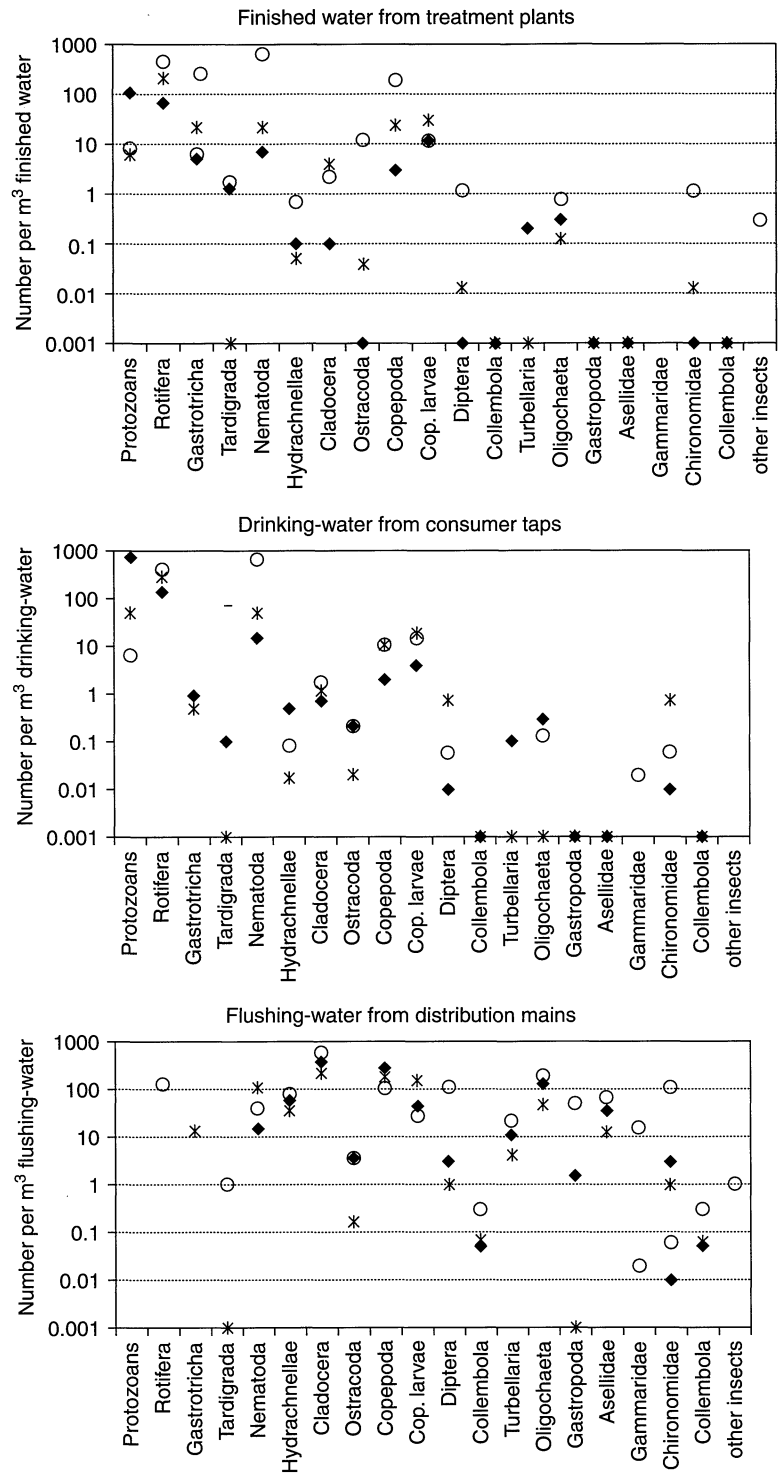 Finished water from treatment plants
Number per m³ finished water
1000
100
10
1
0.1
0.01
0.001
Protozoans
Rotifera
Gastrotricha
Tardigrada
Nematoda
Hydrachnellae
Cladocera
Ostracoda
Copepoda
Cop. larvae
Diptera
Collembola
Turbellaria
Oligochaeta
Gastropoda
Asellidae
Gammaridae
Chironomidae
Collembola
other insects
Drinking-water from consumer taps
Number per m³ drinking-water
1000
100
10
1
0.1
0.01
0.001
Protozoans
Rotifera
Gastrotricha
Tardigrada
Nematoda
Hydrachnellae
Cladocera
Ostracoda
Copepoda
Cop. larvae
Diptera
Collembola
Turbellaria
Oligochaeta
Gastropoda
Asellidae
Gammaridae
Chironomidae
Collembola
other insects
Flushing-water from distribution mains
Number per m³ flushing-water
1000
100
10
1
0.1
0.01
0.001
Protozoans
Rotifera
Gastrotricha
Tardigrada
Nematoda
Hydrachnellae
Cladocera
Ostracoda
Copepoda
Cop. larvae
Diptera
Collembola
Turbellaria
Oligochaeta
Gastropoda
Asellidae
Gammaridae
Chironomidae
Collembola
other insects